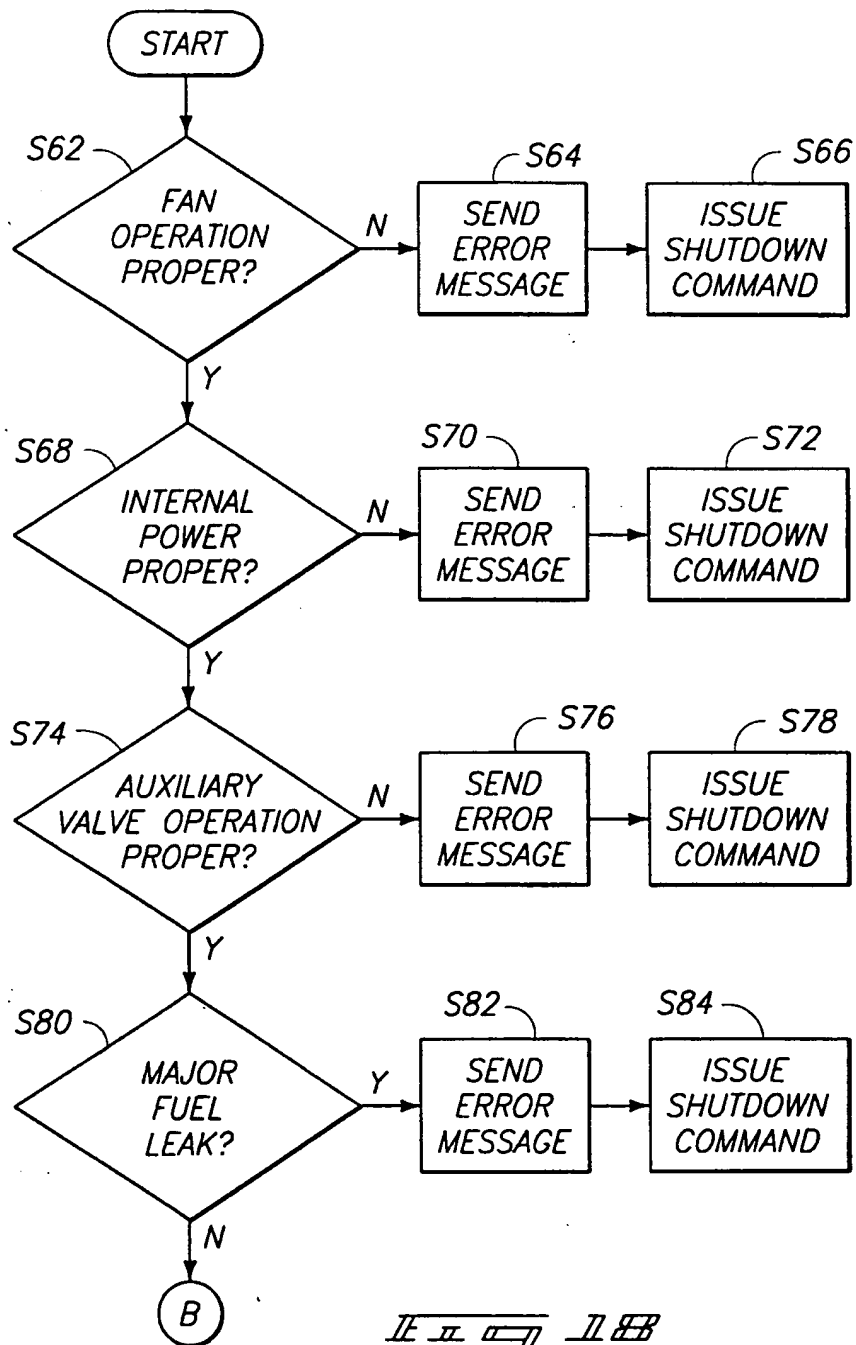 START
S62
FAN
OPERATION
PROPER?
N
S64
SEND
ERROR
MESSAGE
S66
ISSUE
SHUTDOWN
COMMAND
Y
S68
INTERNAL
POWER
PROPER?
N
S70
SEND
ERROR
MESSAGE
S72
ISSUE
SHUTDOWN
COMMAND
Y
S74
AUXILIARY
VALVE OPERATION
PROPER?
N
S76
SEND
ERROR
MESSAGE
S78
ISSUE
SHUTDOWN
COMMAND
Y
S80
MAJOR
FUEL
LEAK?
Y
S82
SEND
ERROR
MESSAGE
S84
ISSUE
SHUTDOWN
COMMAND
N
B
Fig 18